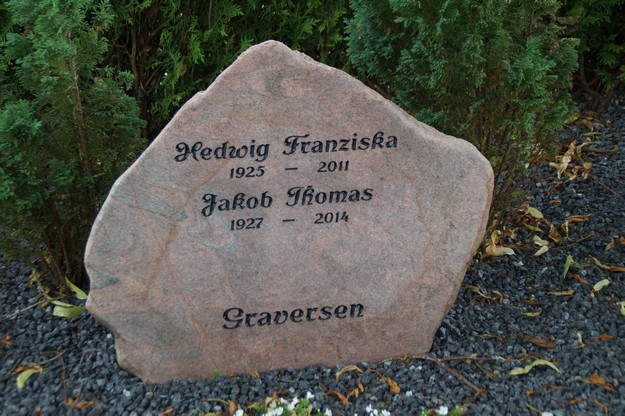 Hedwig Franziska
1925 — 2011
Jakob Thomas
1927 — 2014
Graversen